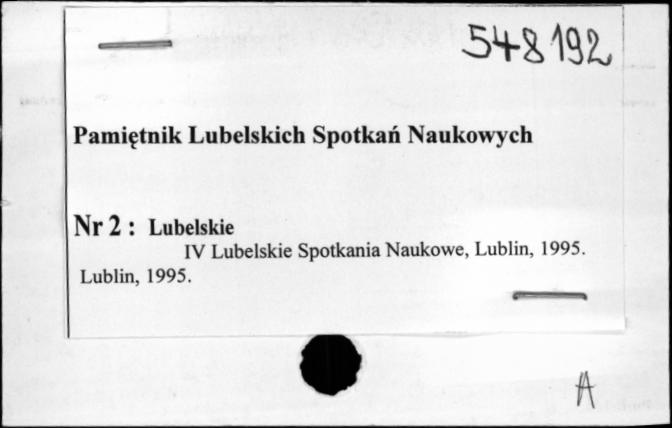 548192
Pamiętnik Lubelskich Spotkań Naukowych
Nr 2 : Lubelskie
IV Lubelskie Spotkania Naukowe, Lublin, 1995.
Lublin, 1995.
A